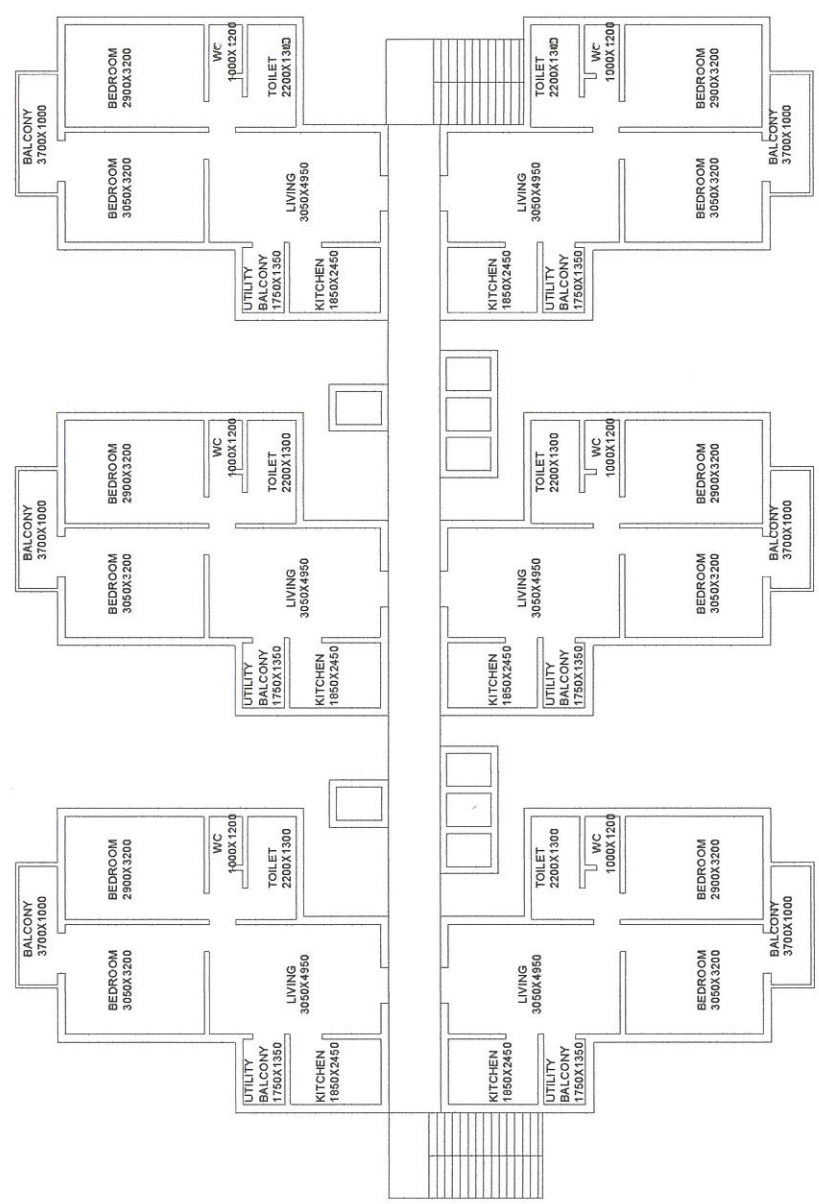 BALCONY
3700X1000
BEDROOM
2900X3200
WC
1000X1200
TOILET
2200X1300
BEDROOM
3050X3200
LIVING
3050X4950
UTILITY
BALCONY
1750X1350
KITCHEN
1850X2450
TOILET
2200X1300
WC
1000X1200
BEDROOM
2900X3200
BALCONY
3700X1000
LIVING
3050X4950
BEDROOM
3050X3200
KITCHEN
1850X2450
UTILITY
BALCONY
1750X1350
BALCONY
3700X1000
BEDROOM
2900X3200
WC
1000X1200
TOILET
2200X1300
BEDROOM
3050X3200
LIVING
3050X4950
UTILITY
BALCONY
1750X1350
KITCHEN
1850X2450
TOILET
2200X1300
WC
1000X1200
BEDROOM
2900X3200
BALCONY
3700X1000
LIVING
3050X4950
BEDROOM
3050X3200
KITCHEN
1850X2450
UTILITY
BALCONY
1750X1350
BALCONY
3700X1000
BEDROOM
2900X3200
WC
1000X1200
TOILET
2200X1300
BEDROOM
3050X3200
LIVING
3050X4950
UTILITY
BALCONY
1750X1350
KITCHEN
1850X2450
TOILET
2200X1300
WC
1000X1200
BEDROOM
2900X3200
BALCONY
3700X1000
LIVING
3050X4950
BEDROOM
3050X3200
KITCHEN
1850X2450
UTILITY
BALCONY
1750X1350